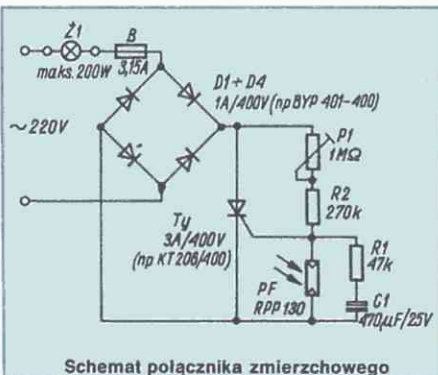 Ż1
maks. 200W
B
3,15A
D1÷D4
1A/400V (np BYP 401-400)
~220V
P1
1MΩ
R2
270k
Ty
3A/400V
(np KT 206/400)
PF
RPP 130
R1
47k
C1
470μF/25V
Schemat połącznika zmierzchowego